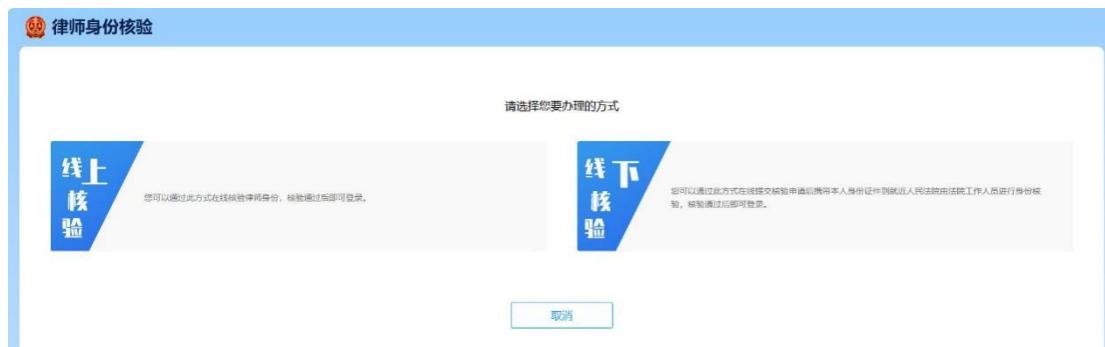 律师身份核验
请选择您要办理的方式
线上核验
您可以通过此方式在线核验律师身份，核验通过后即可登录。
线下核验
您可以通过此方式在线提交核验申请后携带本人身份证件到就近人民法院由法院工作人员进行身份核
验，核验通过后即可登录。
取消